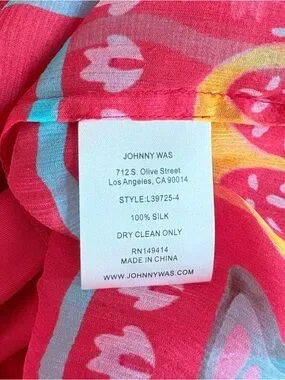 JOHNNY WAS
712 S. Olive Street
Los Angeles, CA 90014
STYLE:L39725-4
100% SILK
DRY CLEAN ONLY
RN149414
MADE IN CHINA
WWW.JOHNNYWAS.COM